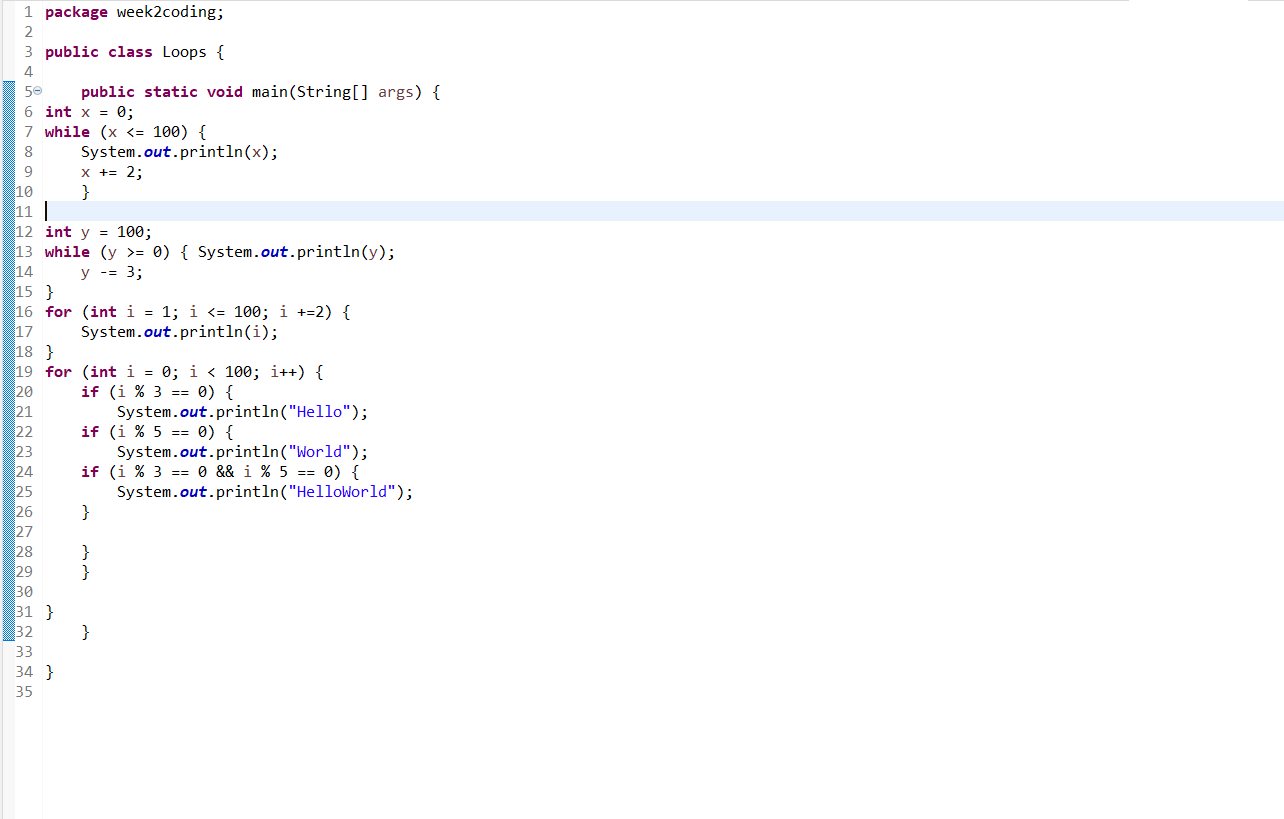 1 package week2coding;
2
3 public class Loops {
4
5     public static void main(String[] args) {
6 int x = 0;
7 while (x <= 100) {
8     System.out.println(x);
9     x += 2;
10     }
11
12 int y = 100;
13 while (y >= 0) { System.out.println(y);
14     y -= 3;
15 }
16 for (int i = 1; i <= 100; i +=2) {
17     System.out.println(i);
18 }
19 for (int i = 0; i < 100; i++) {
20     if (i % 3 == 0) {
21         System.out.println("Hello");
22     if (i % 5 == 0) {
23         System.out.println("World");
24     if (i % 3 == 0 && i % 5 == 0) {
25         System.out.println("HelloWorld");
26     }
27
28     }
29     }
30
31 }
32     }
33
34 }
35